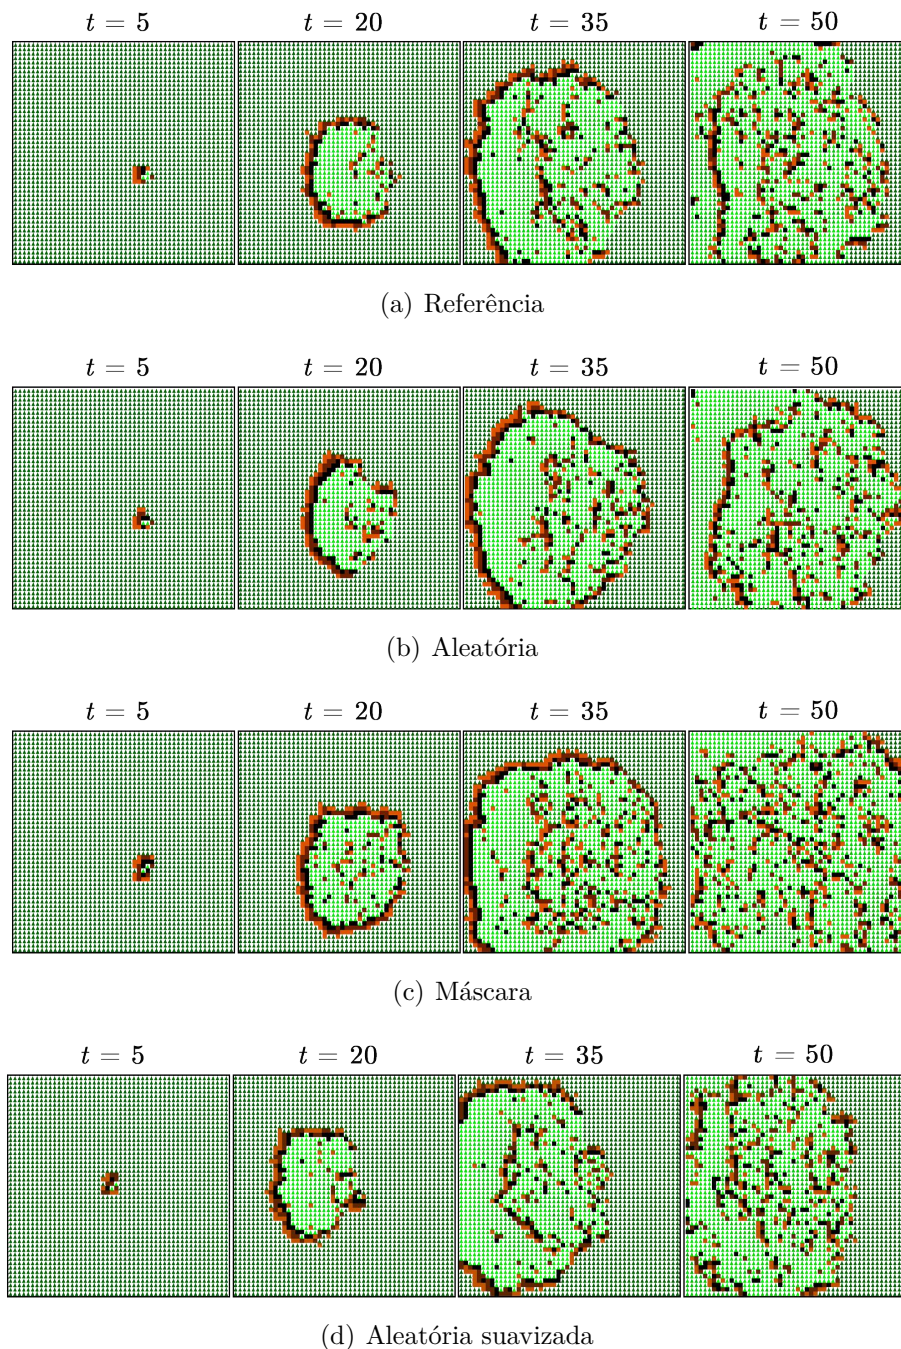 t = 5 t = 20 t = 35 t = 50
(a) Referência
t = 5 t = 20 t = 35 t = 50
(b) Aleatória
t = 5 t = 20 t = 35 t = 50
(c) Máscara
t = 5 t = 20 t = 35 t = 50
(d) Aleatória suavizada